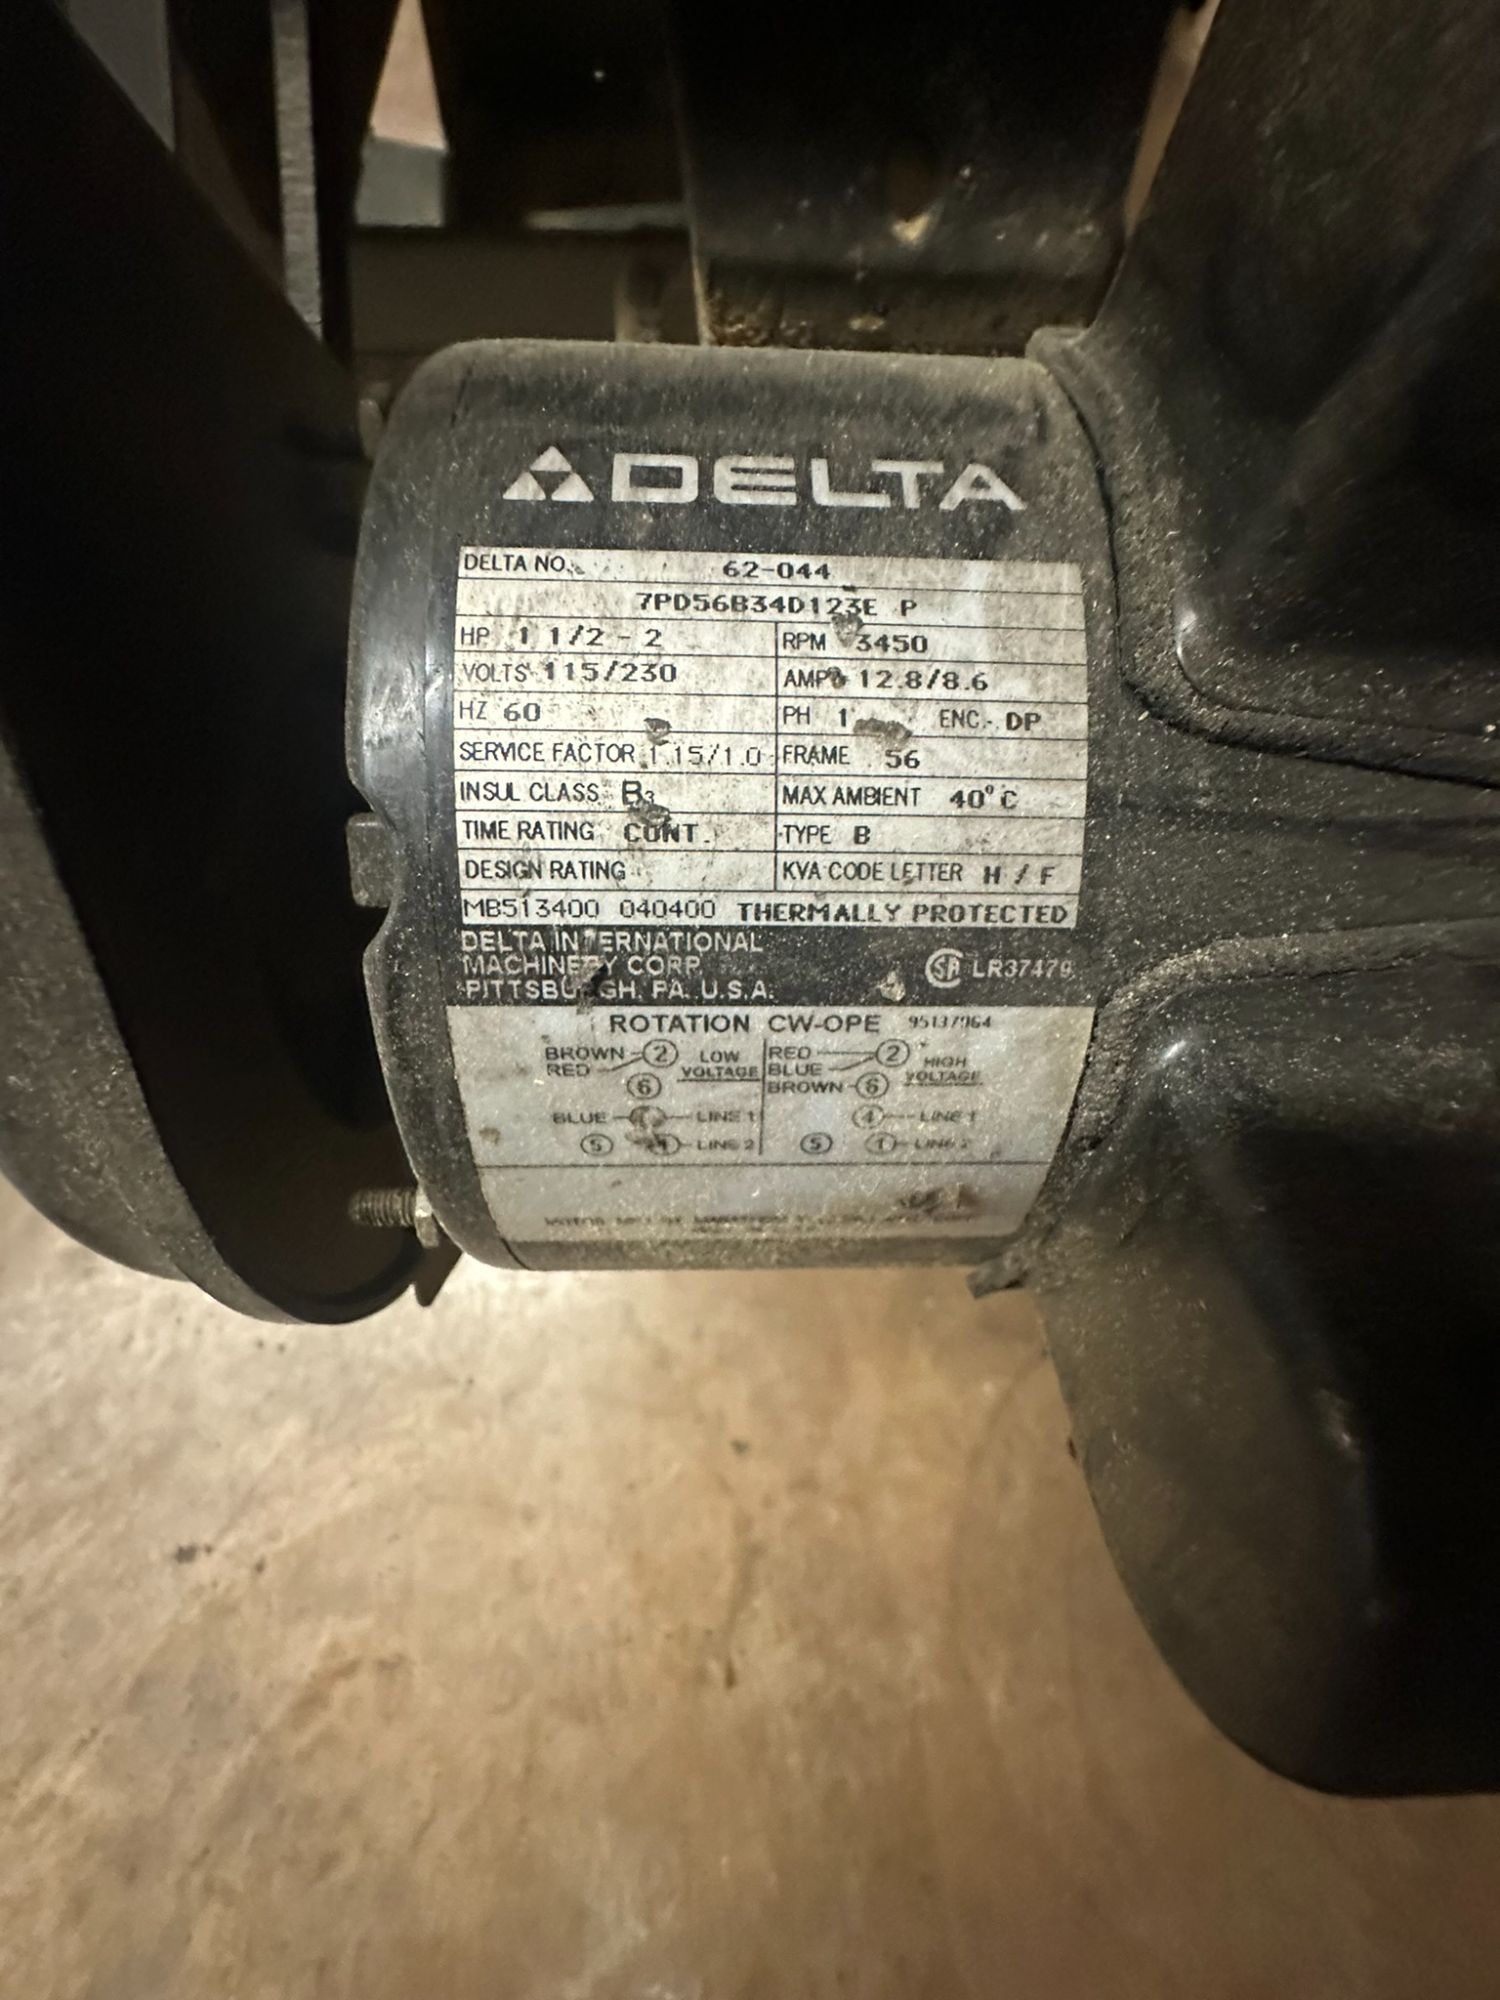 DELTA
DELTA NO. 62-044
7PD56B34D123E P
HP 1 1/2 - 2 RPM 3450
VOLTS 115/230 AMPS 12.8/8.6
HZ 60 PH 1 ENC. DP
SERVICE FACTOR 1.15/1.0 FRAME 56
INSUL CLASS B3 MAX AMBIENT 40° C
TIME RATING CONT. TYPE B
DESIGN RATING KVA CODE LETTER H / F
MB513400 040400 THERMALLY PROTECTED
DELTA INTERNATIONAL
MACHINERY CORP.
PITTSBURGH, PA. U.S.A.
SA LR37479
ROTATION CW-OPE 95137964
BROWN 2 LOW VOLTAGE RED 2 HIGH VOLTAGE
RED BLUE
6 BROWN 6
BLUE LINE 1 4 LINE 1
5 LINE 2 5 1 LINE 2